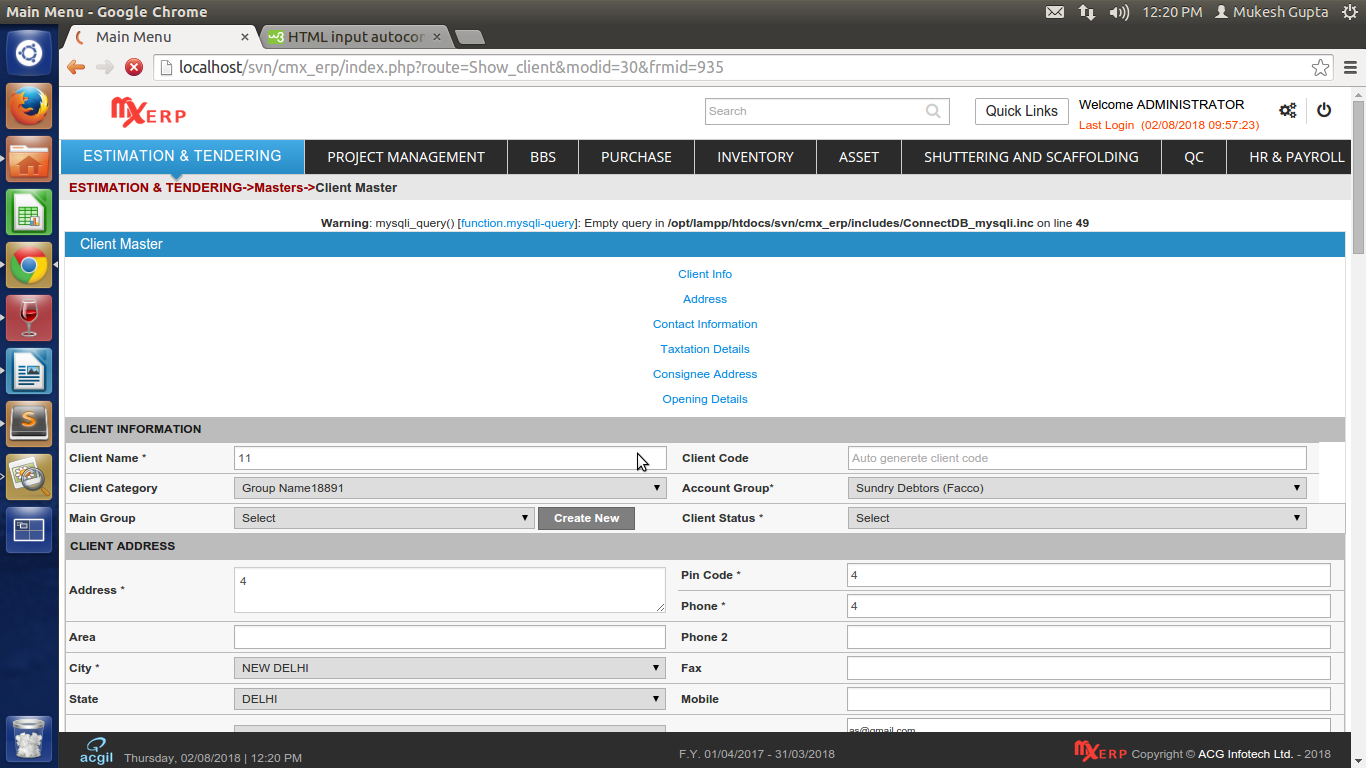 Main Menu - Google Chrome
12:20 PM Mukesh Gupta
Main Menu
HTML input autocor
localhost/svn/cmx_erp/index.php?route=Show_client&modid=30&frmid=935
MXERP
Search
Quick Links
Welcome ADMINISTRATOR
Last Login (02/08/2018 09:57:23)
ESTIMATION & TENDERING PROJECT MANAGEMENT BBS PURCHASE INVENTORY ASSET SHUTTERING AND SCAFFOLDING QC HR & PAYROLL
ESTIMATION & TENDERING->Masters->Client Master
Warning: mysqli_query() [function.mysqli-query]: Empty query in /opt/lampp/htdocs/svn/cmx_erp/includes/ConnectDB_mysqli.inc on line 49
Client Master
Client Info
Address
Contact Information
Taxtation Details
Consignee Address
Opening Details
CLIENT INFORMATION
Client Name * 11 Client Code Auto generete client code
Client Category Group Name18891 Account Group* Sundry Debtors (Facco)
Main Group Select Create New Client Status * Select
CLIENT ADDRESS
Address * 4
Pin Code * 4
Phone * 4
Area Phone 2
City * NEW DELHI Fax
State DELHI Mobile
as@gmail.com
acgil Thursday, 02/08/2018 | 12:20 PM F.Y. 01/04/2017 - 31/03/2018 MXERP Copyright © ACG Infotech Ltd. - 2018